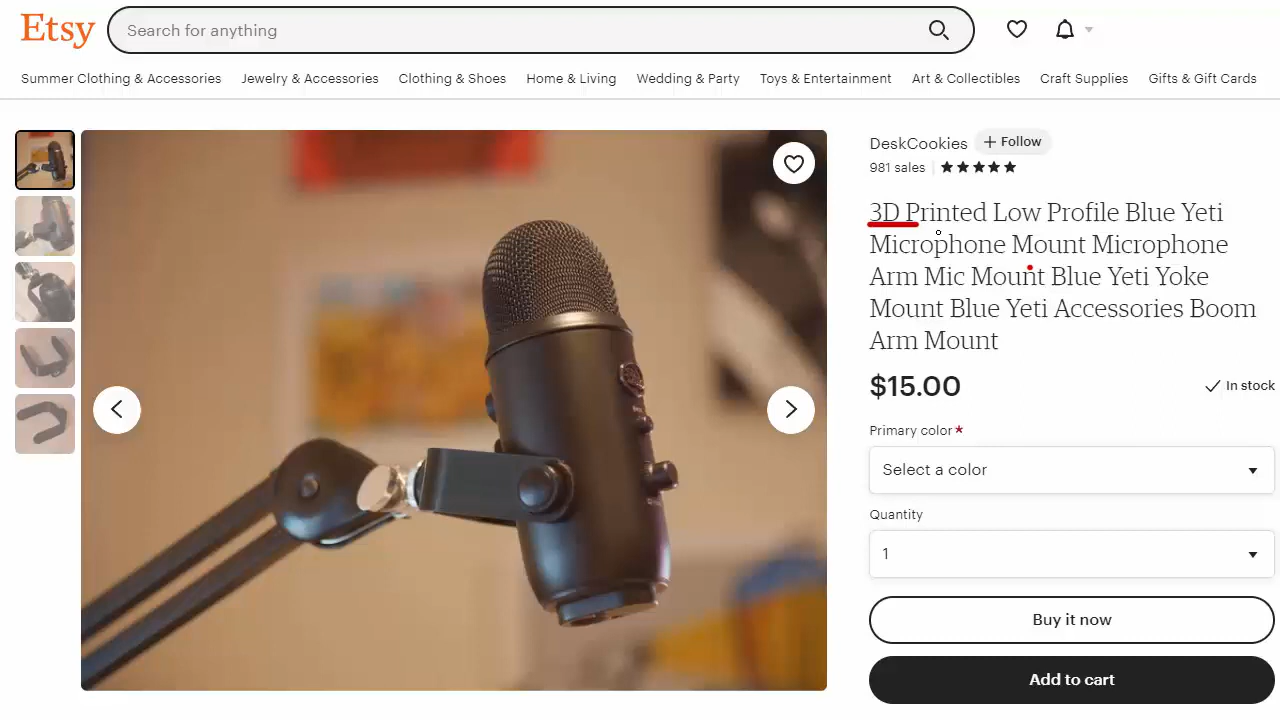 Etsy
Search for anything
Summer Clothing & Accessories Jewelry & Accessories Clothing & Shoes Home & Living Wedding & Party Toys & Entertainment Art & Collectibles Craft Supplies Gifts & Gift Cards
DeskCookies + Follow
981 sales
3D Printed Low Profile Blue Yeti
Microphone Mount Microphone
Arm Mic Mount Blue Yeti Yoke
Mount Blue Yeti Accessories Boom
Arm Mount
$15.00
In stock
Primary color*
Select a color
Quantity
1
Buy it now
Add to cart